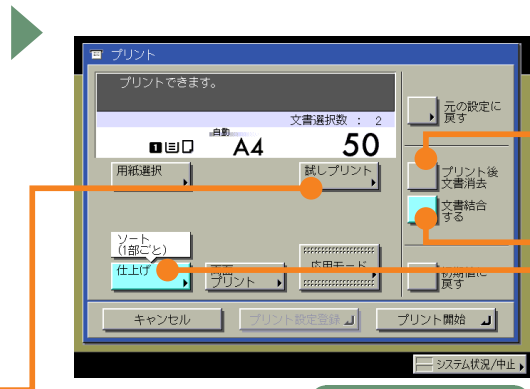 プリント
プリントできます。
文書選択数 : 2
自動
1 A4 50
元の設定に
戻す
用紙選択
試しプリント
プリント後
文書消去
文書結合
する
ソート
(1部ごと)
仕上げ
両面
プリント
応用モード
初期値に
戻す
キャンセル
プリント設定登録
プリント開始
システム状況/中止